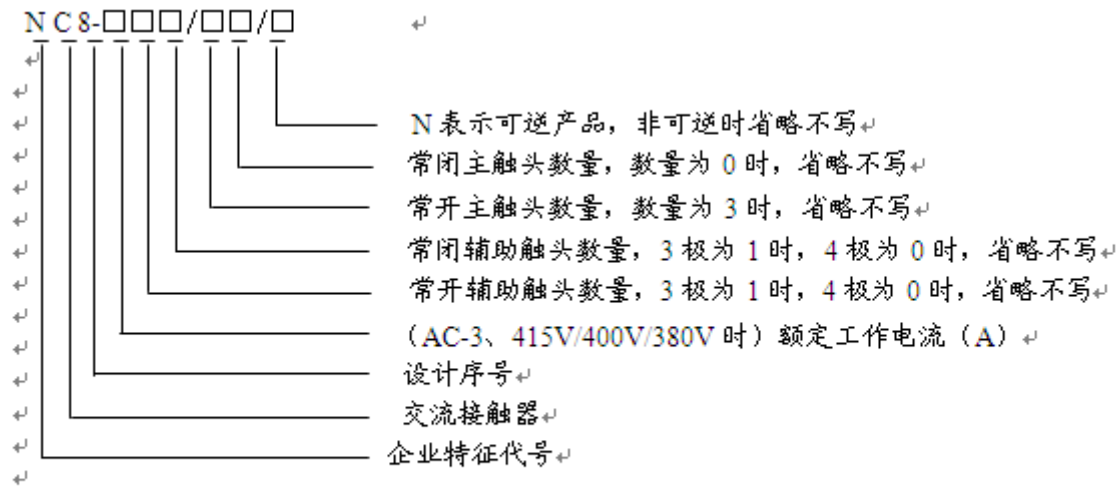 NC8-□□□/□□/□
N表示可逆产品，非可逆时省略不写
常闭主触头数量，数量为 0 时，省略不写
常开主触头数量，数量为 3 时，省略不写
常闭辅助触头数量，3 极为 1 时，4 极为 0 时，省略不写
常开辅助触头数量，3 极为 1 时，4 极为 0 时，省略不写
（AC-3、415V/400V/380V 时）额定工作电流（A）
设计序号
交流接触器
企业特征代号